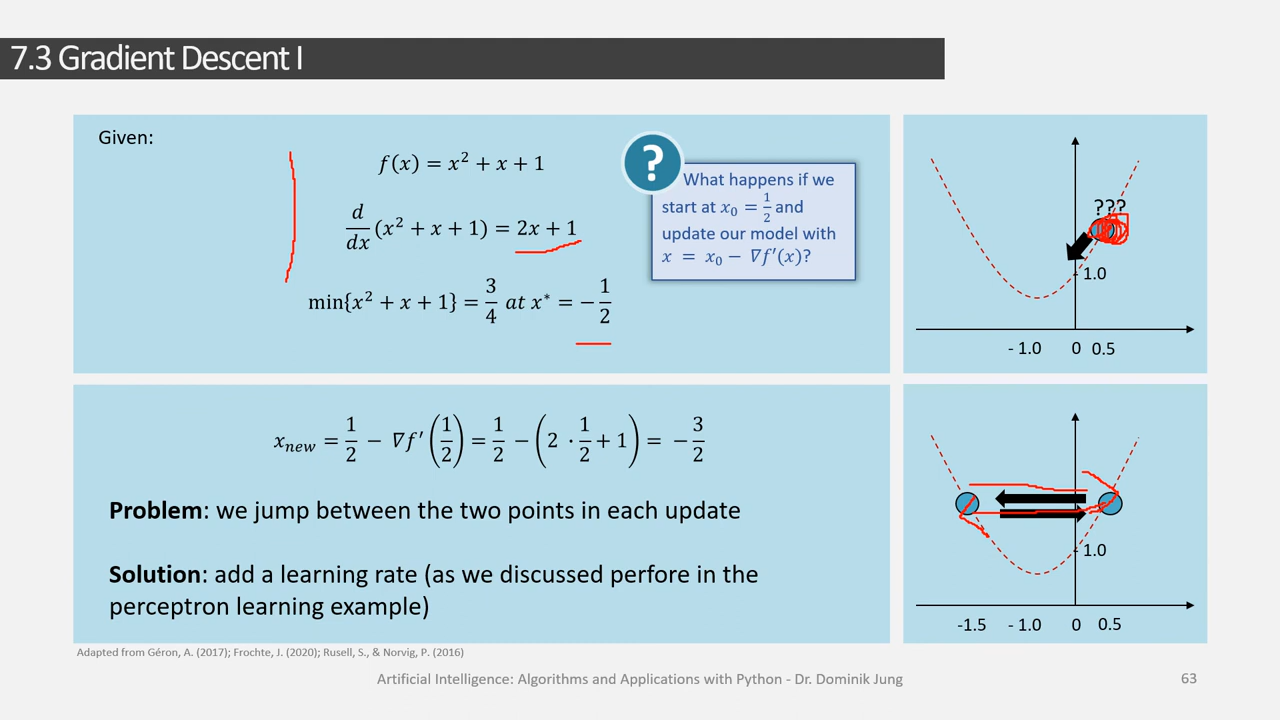 7.3 Gradient Descent I
Given:
f(x) = x² + x + 1
d/dx (x² + x + 1) = 2x + 1
min{x² + x + 1} = 3/4 at x* = −1/2
?
What happens if we
start at x₀ = 1/2 and
update our model with
x = x₀ − ∇f′(x)?
???
1.0
- 1.0 0 0.5
x_new = 1/2 − ∇f′(1/2) = 1/2 − (2 · 1/2 + 1) = −3/2
Problem: we jump between the two points in each update
Solution: add a learning rate (as we discussed perfore in the
perceptron learning example)
1.0
-1.5 - 1.0 0 0.5
Adapted from Géron, A. (2017); Frochte, J. (2020); Rusell, S., & Norvig, P. (2016)
Artificial Intelligence: Algorithms and Applications with Python - Dr. Dominik Jung
63